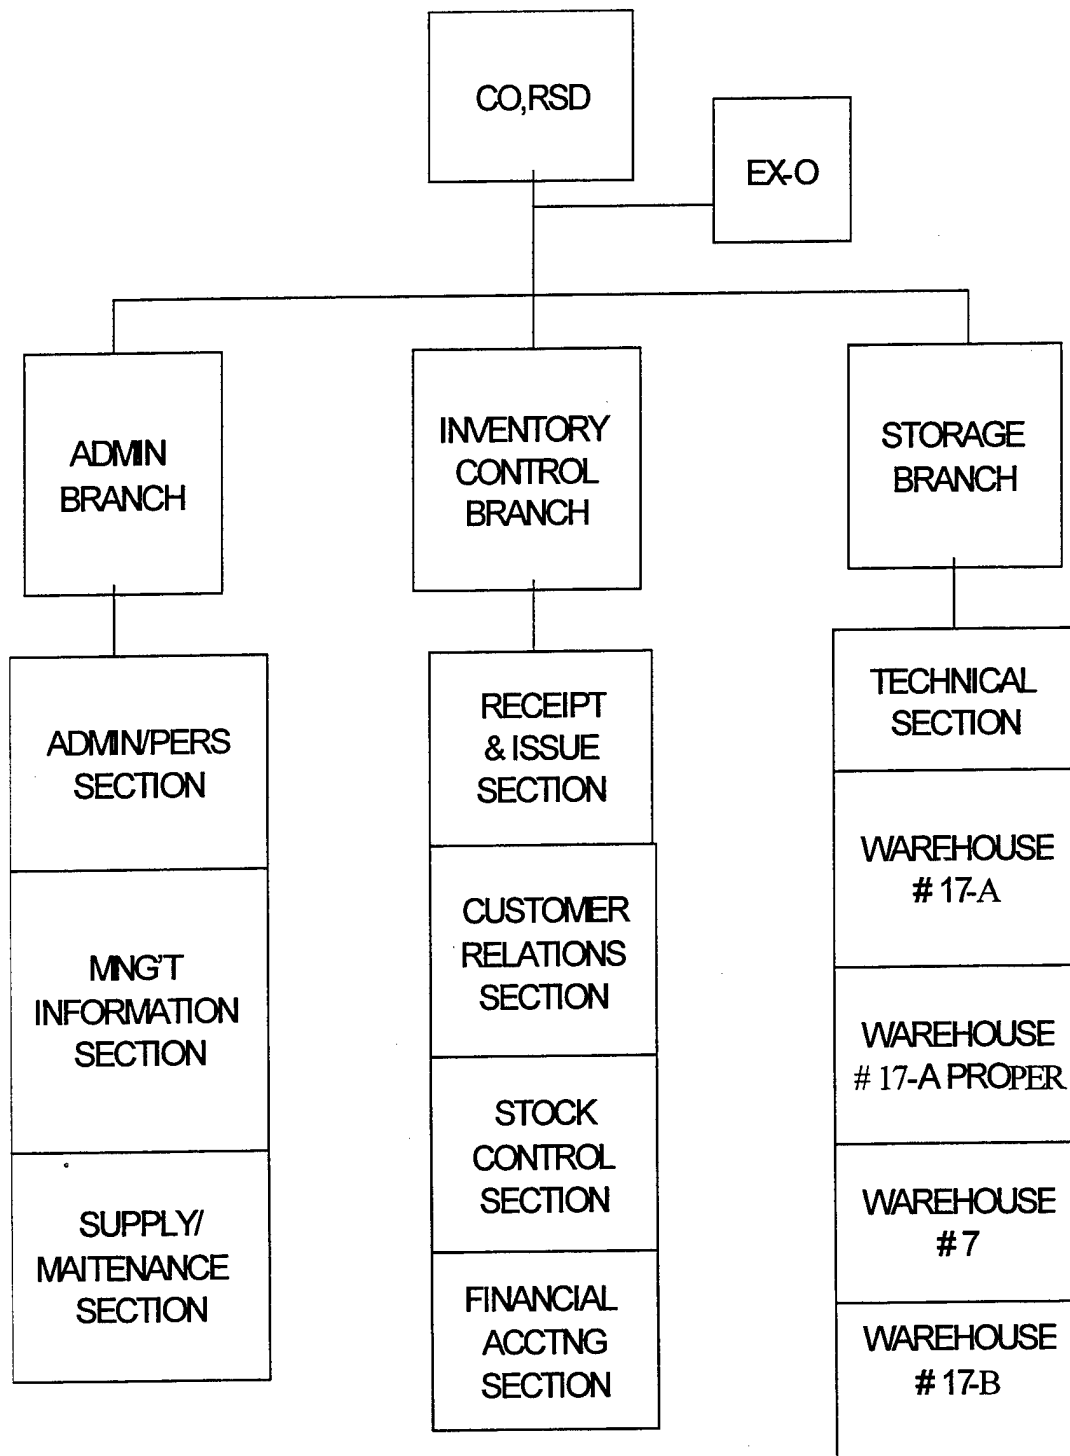 CO,RSD
EX-O
ADMIN
BRANCH
INVENTORY
CONTROL
BRANCH
STORAGE
BRANCH
ADMIN/PERS
SECTION
MNG'T
INFORMATION
SECTION
SUPPLY/
MAITENANCE
SECTION
RECEIPT
& ISSUE
SECTION
CUSTOMER
RELATIONS
SECTION
STOCK
CONTROL
SECTION
FINANCIAL
ACCTNG
SECTION
TECHNICAL
SECTION
WAREHOUSE
# 17-A
WAREHOUSE
# 17-A PROPER
WAREHOUSE
# 7
WAREHOUSE
# 17-B